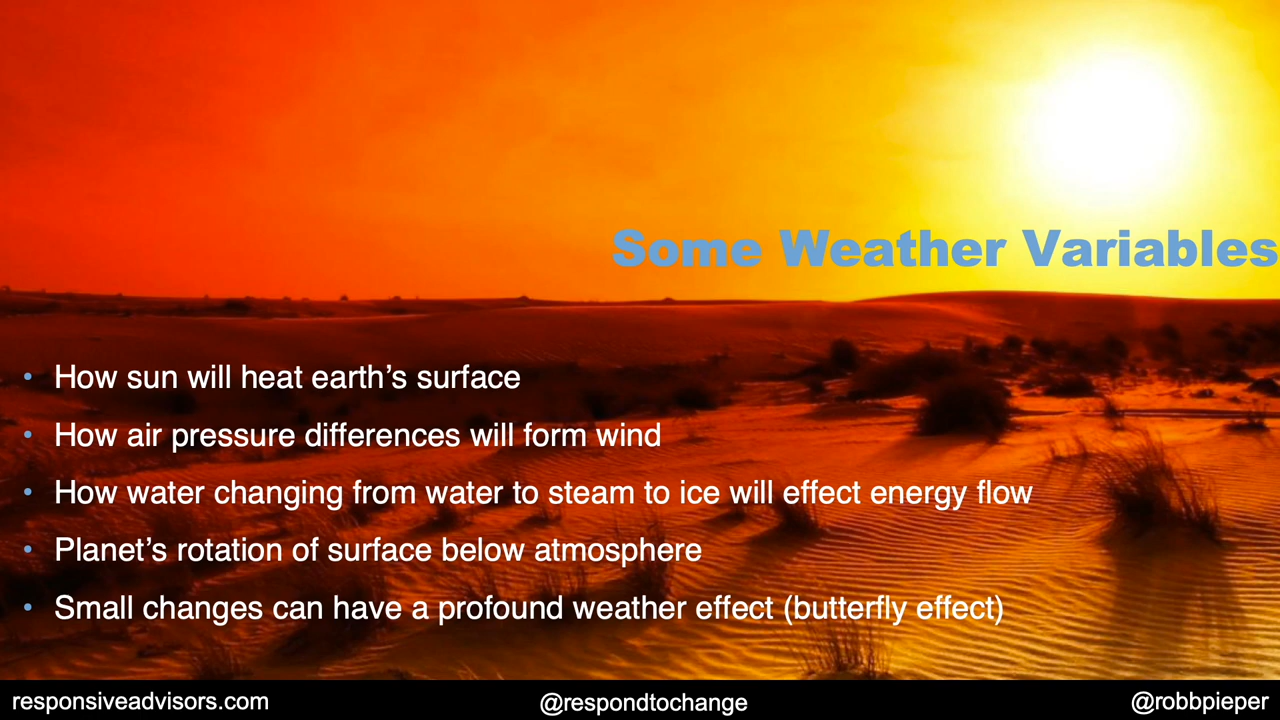 Some Weather Variables
• How sun will heat earth’s surface
• How air pressure differences will form wind
• How water changing from water to steam to ice will effect energy flow
• Planet’s rotation of surface below atmosphere
• Small changes can have a profound weather effect (butterfly effect)
responsiveadvisors.com @respondtochange @robbpieper